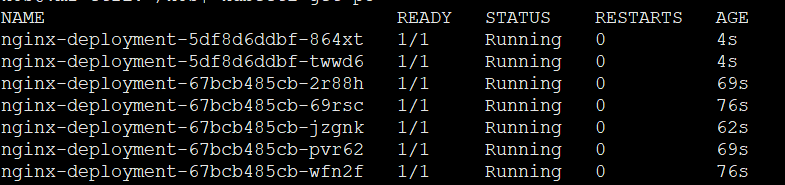 NAME READY STATUS RESTARTS AGE
nginx-deployment-5df8d6ddbf-864xt 1/1 Running 0 4s
nginx-deployment-5df8d6ddbf-twwd6 1/1 Running 0 4s
nginx-deployment-67bcb485cb-2r88h 1/1 Running 0 69s
nginx-deployment-67bcb485cb-69rsc 1/1 Running 0 76s
nginx-deployment-67bcb485cb-jzgnk 1/1 Running 0 62s
nginx-deployment-67bcb485cb-pvr62 1/1 Running 0 69s
nginx-deployment-67bcb485cb-wfn2f 1/1 Running 0 76s